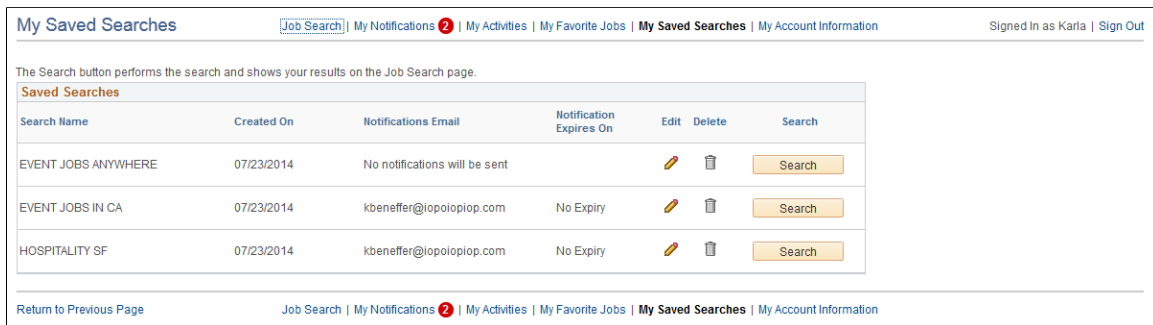 My Saved Searches Job Search | My Notifications 2 | My Activities | My Favorite Jobs | My Saved Searches | My Account Information Signed In as Karla | Sign Out
The Search button performs the search and shows your results on the Job Search page.
Saved Searches
Search Name Created On Notifications Email Notification Expires On Edit Delete Search
EVENT JOBS ANYWHERE 07/23/2014 No notifications will be sent Search
EVENT JOBS IN CA 07/23/2014 kbeneffer@iopoiopiop.com No Expiry Search
HOSPITALITY SF 07/23/2014 kbeneffer@iopoiopiop.com No Expiry Search
Return to Previous Page Job Search | My Notifications 2 | My Activities | My Favorite Jobs | My Saved Searches | My Account Information